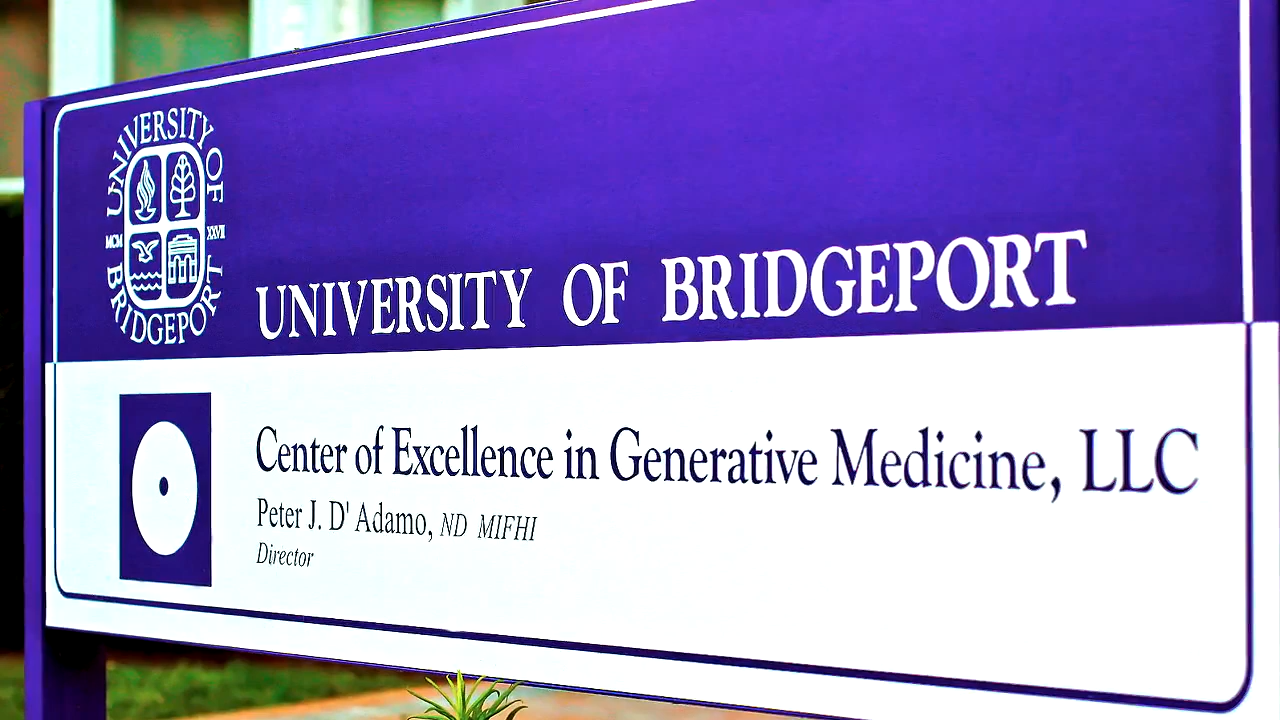 UNIVERSITY OF BRIDGEPORT
MCM XXVII
UNIVERSITY OF BRIDGEPORT
Center of Excellence in Generative Medicine, LLC
Peter J. D' Adamo, ND MIFHI
Director